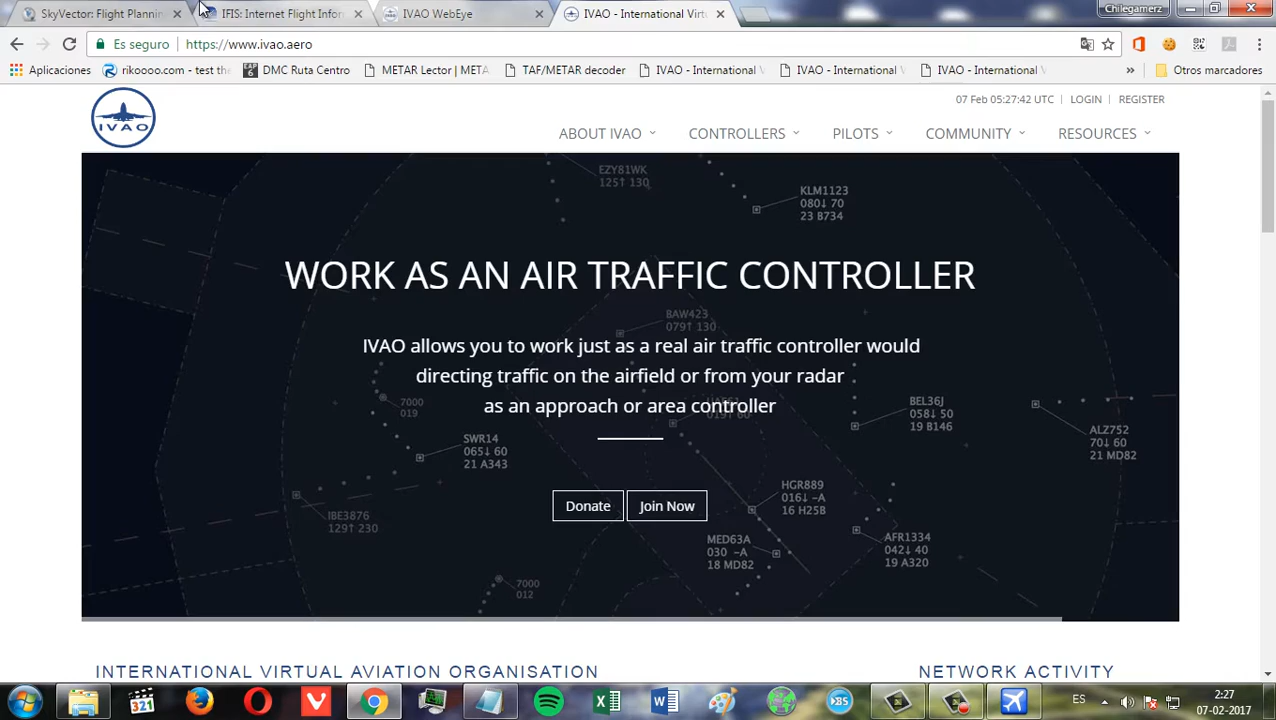 SkyVector: Flight Plannin
IFIS: Internet Flight Infor
IVAO WebEye
IVAO - International Virtu
Chilegamerz
Es seguro
https://www.ivao.aero
Aplicaciones
rikoooo.com - test the
DMC Ruta Centro
METAR Lector | META
TAF/METAR decoder
IVAO - International V
IVAO - International V
IVAO - International V
»
Otros marcadores
IVAO
07 Feb 05:27:42 UTC | LOGIN | REGISTER
ABOUT IVAO
CONTROLLERS
PILOTS
COMMUNITY
RESOURCES
EZY81WK
125↑ 130
KLM1123
080↓ 70
23 B734
WORK AS AN AIR TRAFFIC CONTROLLER
BAW423
079↑ 130
IVAO allows you to work just as a real air traffic controller would
directing traffic on the airfield or from your radar
as an approach or area controller
7000
019
BEL36J
058↓ 50
19 B146
SWR14
065↓ 60
21 A343
ALZ752
70↓ 60
21 MD82
HGR889
016↓ -A
16 H25B
IBE3876
129↑ 230
Donate
Join Now
MED63A
030 -A
18 MD82
AFR1334
042↓ 40
19 A320
7000
012
INTERNATIONAL VIRTUAL AVIATION ORGANISATION
NETWORK ACTIVITY
321
ES
2:27
07-02-2017